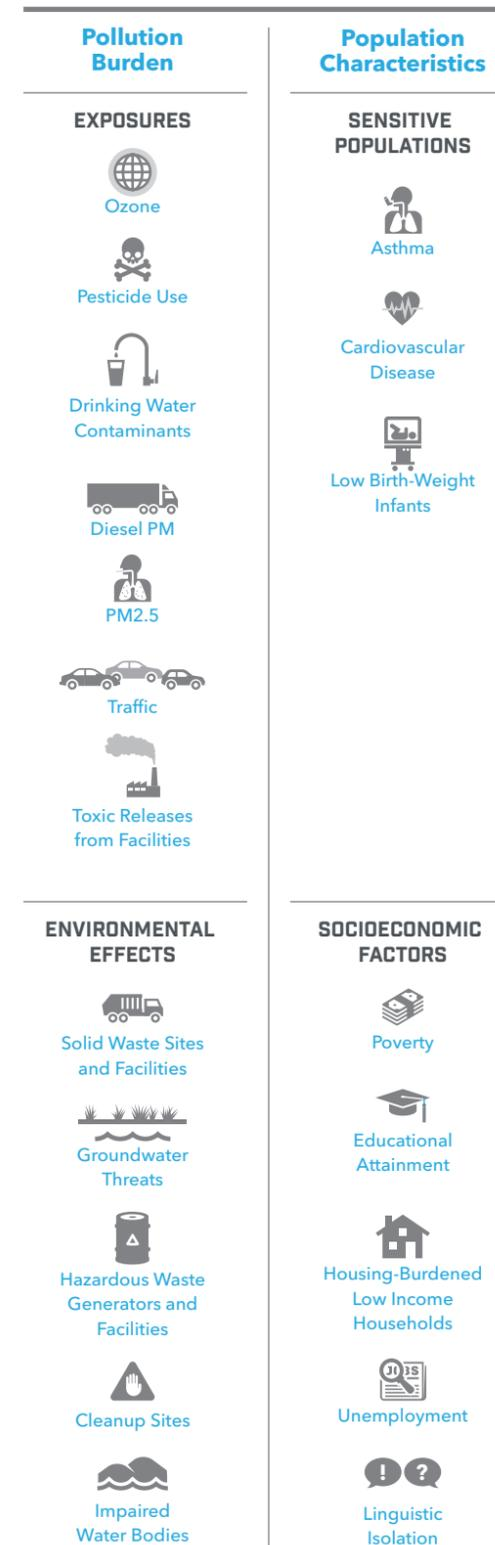 Pollution
Burden
EXPOSURES
Ozone
Pesticide Use
Drinking Water
Contaminants
Diesel PM
PM2.5
Traffic
Toxic Releases
from Facilities
ENVIRONMENTAL
EFFECTS
Solid Waste Sites
and Facilities
Groundwater
Threats
Hazardous Waste
Generators and
Facilities
Cleanup Sites
Impaired
Water Bodies
Population
Characteristics
SENSITIVE
POPULATIONS
Asthma
Cardiovascular
Disease
Low Birth-Weight
Infants
SOCIOECONOMIC
FACTORS
Poverty
Educational
Attainment
Housing-Burdened
Low Income
Households
JOBS
Unemployment
! ?
Linguistic
Isolation